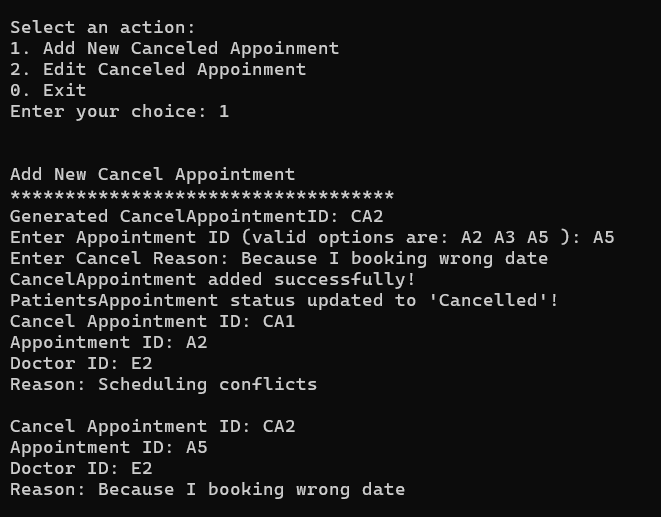 Select an action:
1. Add New Canceled Appoinment
2. Edit Canceled Appoinment
0. Exit
Enter your choice: 1
Add New Cancel Appointment
***********************************
Generated CancelAppointmentID: CA2
Enter Appointment ID (valid options are: A2 A3 A5 ): A5
Enter Cancel Reason: Because I booking wrong date
CancelAppointment added successfully!
PatientsAppointment status updated to 'Cancelled'!
Cancel Appointment ID: CA1
Appointment ID: A2
Doctor ID: E2
Reason: Scheduling conflicts
Cancel Appointment ID: CA2
Appointment ID: A5
Doctor ID: E2
Reason: Because I booking wrong date